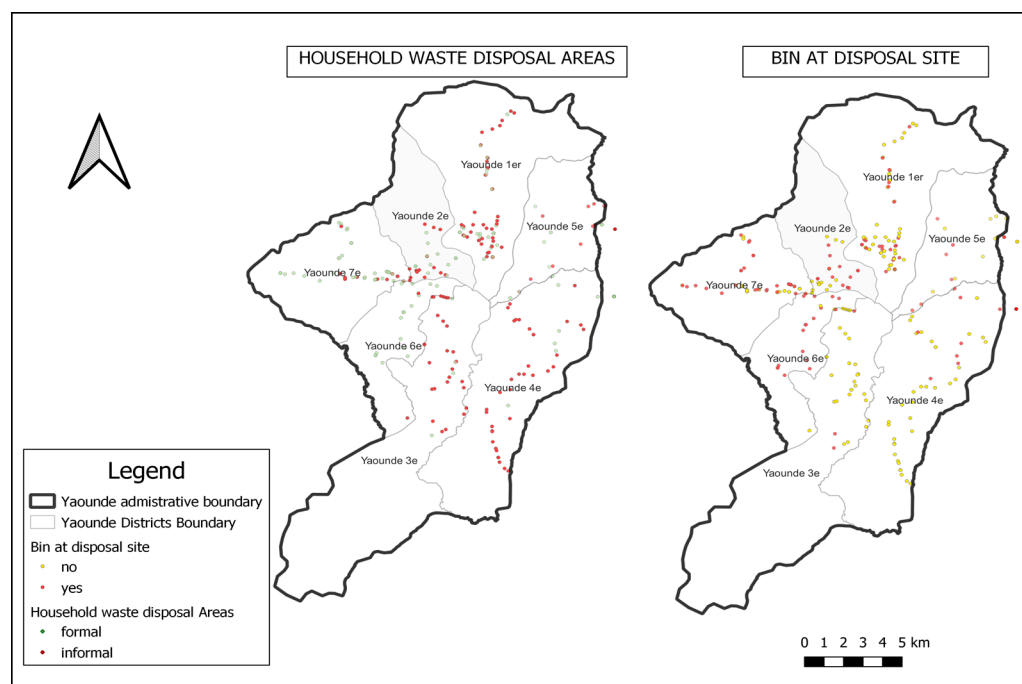 HOUSEHOLD WASTE DISPOSAL AREAS
BIN AT DISPOSAL SITE
Yaounde 1er
Yaounde 2e
Yaounde 5e
Yaounde 7e
Yaounde 6e
Yaounde 4e
Yaounde 3e
Yaounde 1er
Yaounde 2e
Yaounde 5e
Yaounde 7e
Yaounde 6e
Yaounde 4e
Yaounde 3e
Legend
Yaounde admistrative boundary
Yaounde Districts Boundary
Bin at disposal site
no
yes
Household waste disposal Areas
formal
informal
0 1 2 3 4 5 km